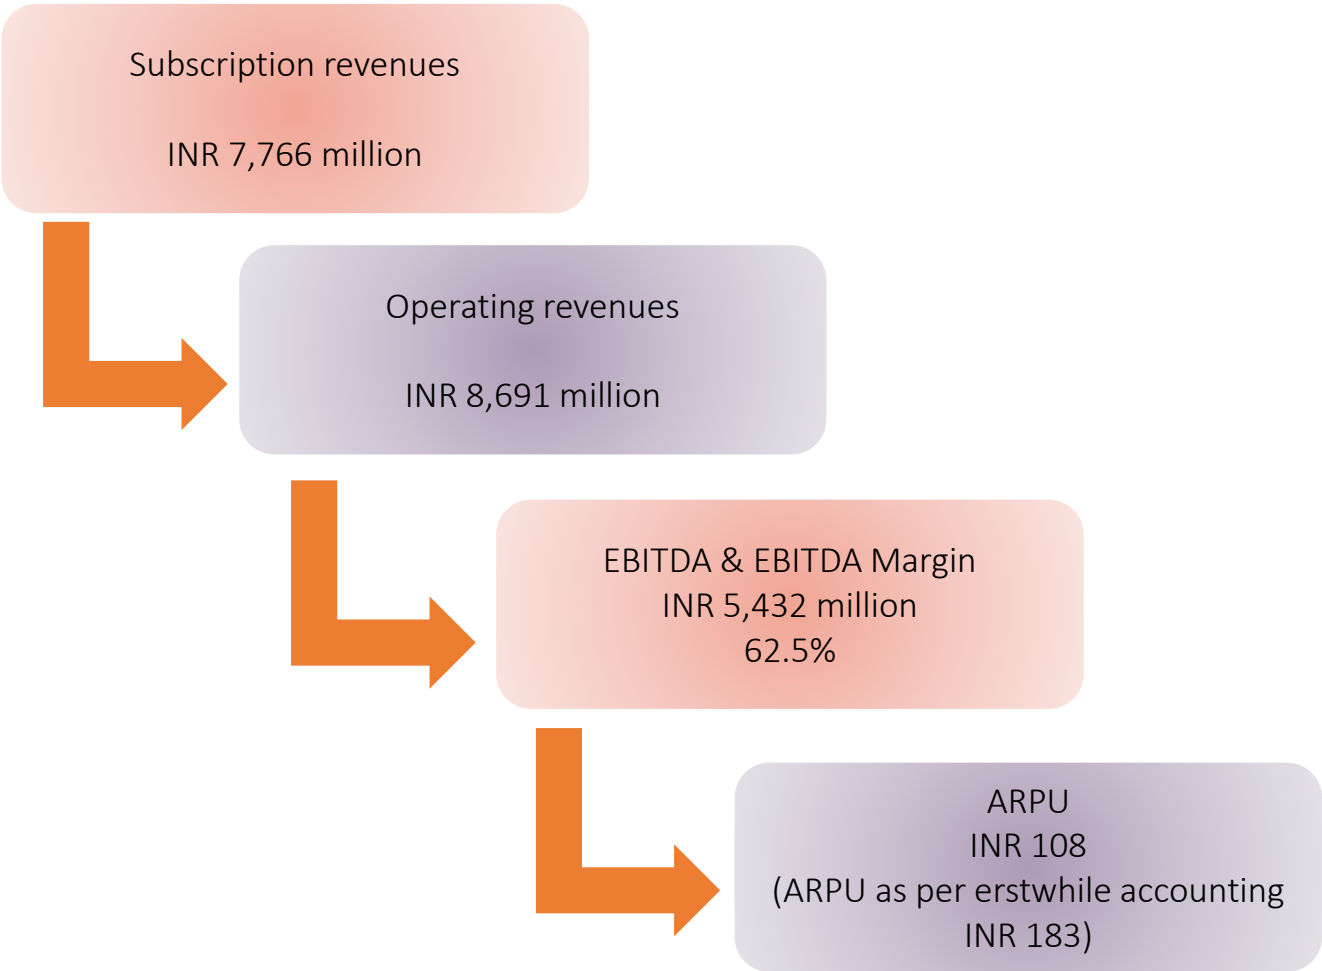 Subscription revenues
INR 7,766 million
Operating revenues
INR 8,691 million
EBITDA & EBITDA Margin
INR 5,432 million
62.5%
ARPU
INR 108
(ARPU as per erstwhile accounting
INR 183)